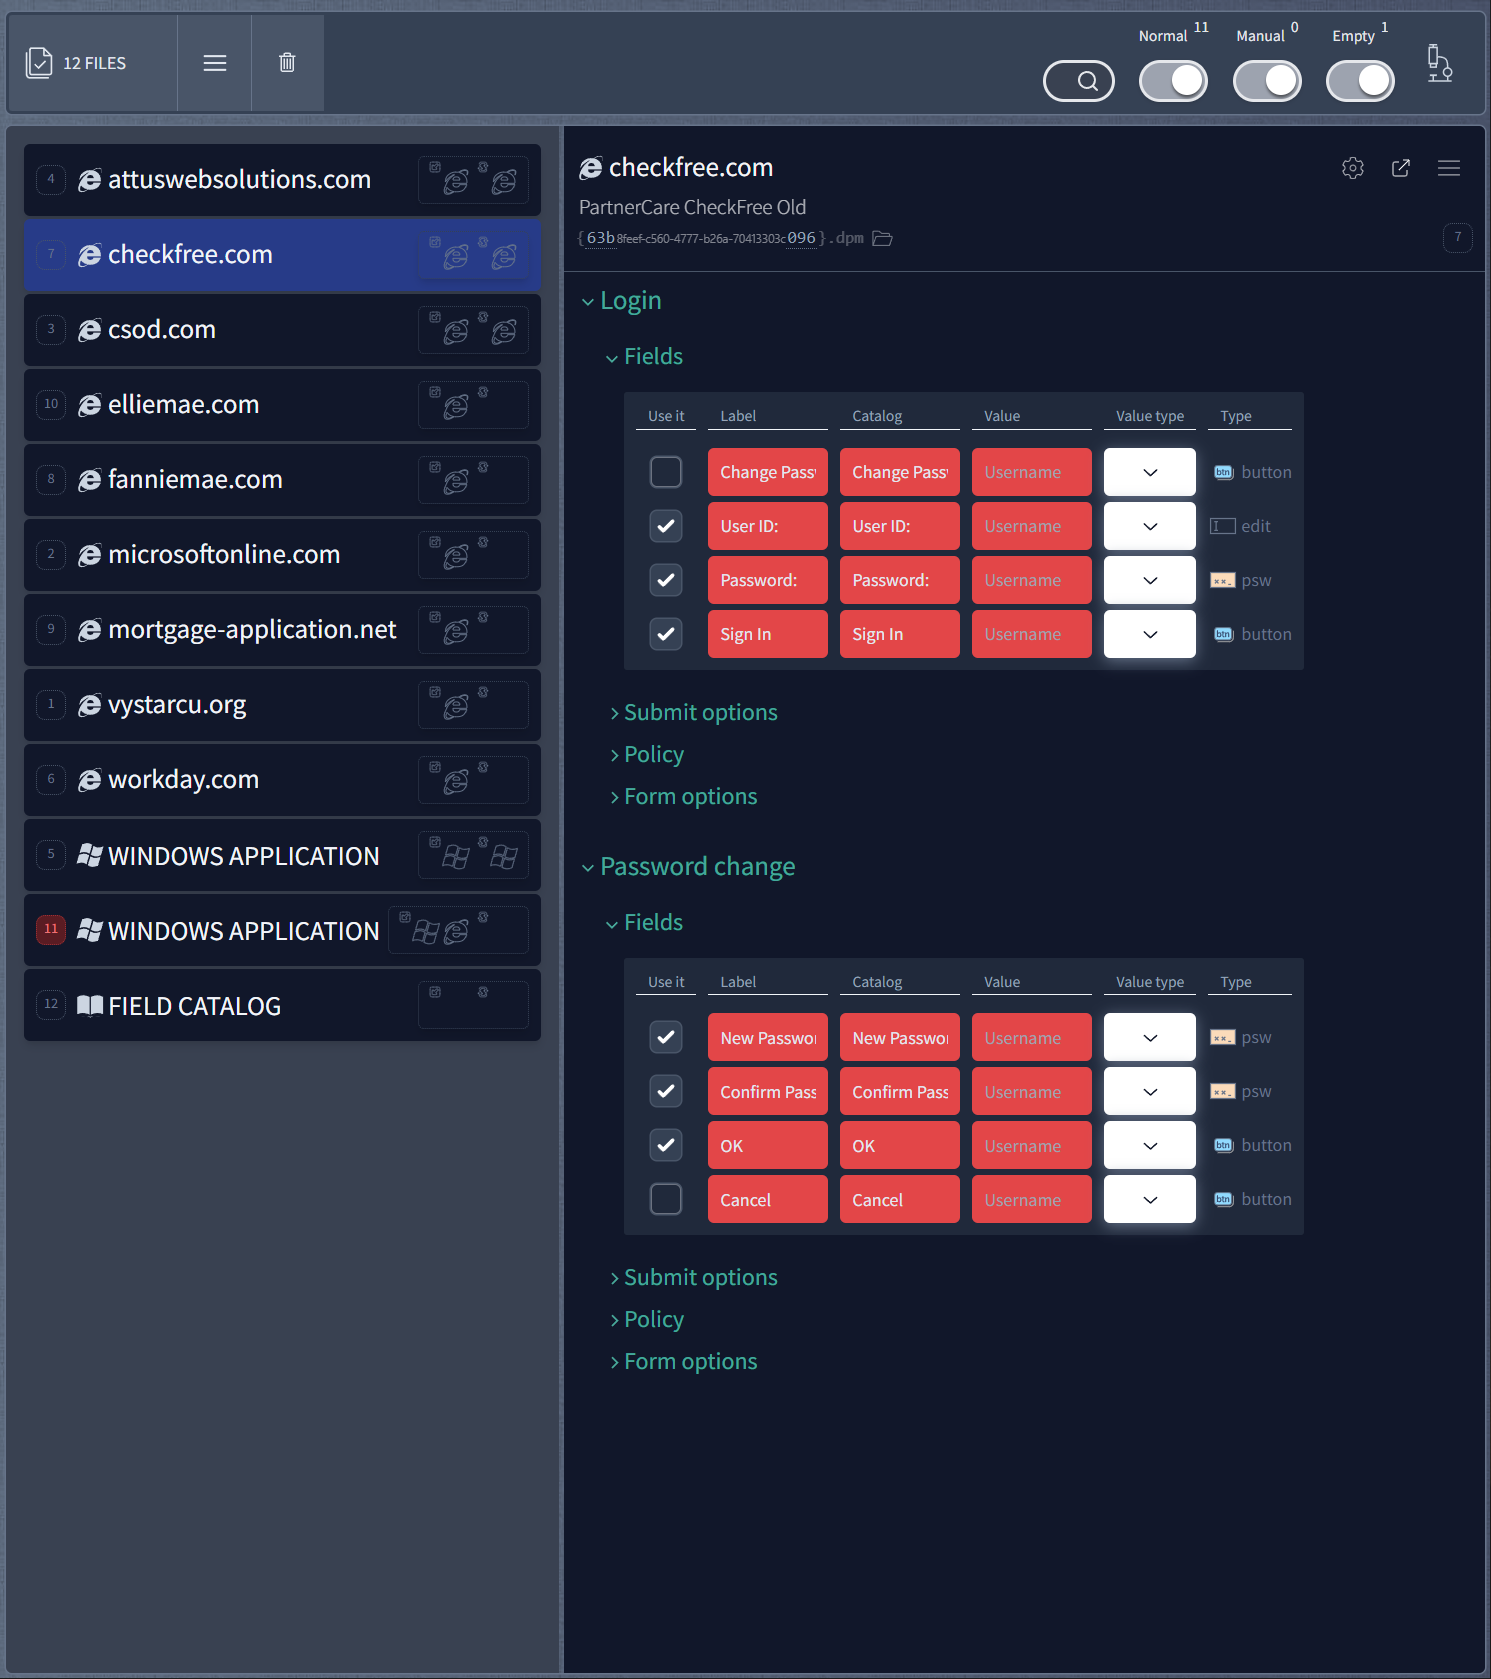 12 FILES
Normal 11
Manual 0
Empty 1
4 attuswebsolutions.com
7 checkfree.com
3 csod.com
10 elliemae.com
8 fanniemae.com
2 microsoftonline.com
9 mortgage-application.net
1 vystarcu.org
6 workday.com
5 WINDOWS APPLICATION
11 WINDOWS APPLICATION
12 FIELD CATALOG
checkfree.com
PartnerCare CheckFree Old
{63b8feef-c560-4777-b26a-70413303c096}.dpm
7
Login
Fields
Use it Label Catalog Value Value type Type
Change Pass Change Pass Username btn button
User ID: User ID: Username edit
Password: Password: Username psw
Sign In Sign In Username btn button
Submit options
Policy
Form options
Password change
Fields
Use it Label Catalog Value Value type Type
New Passwo New Passwo Username psw
Confirm Pass Confirm Pass Username psw
OK OK Username btn button
Cancel Cancel Username btn button
Submit options
Policy
Form options